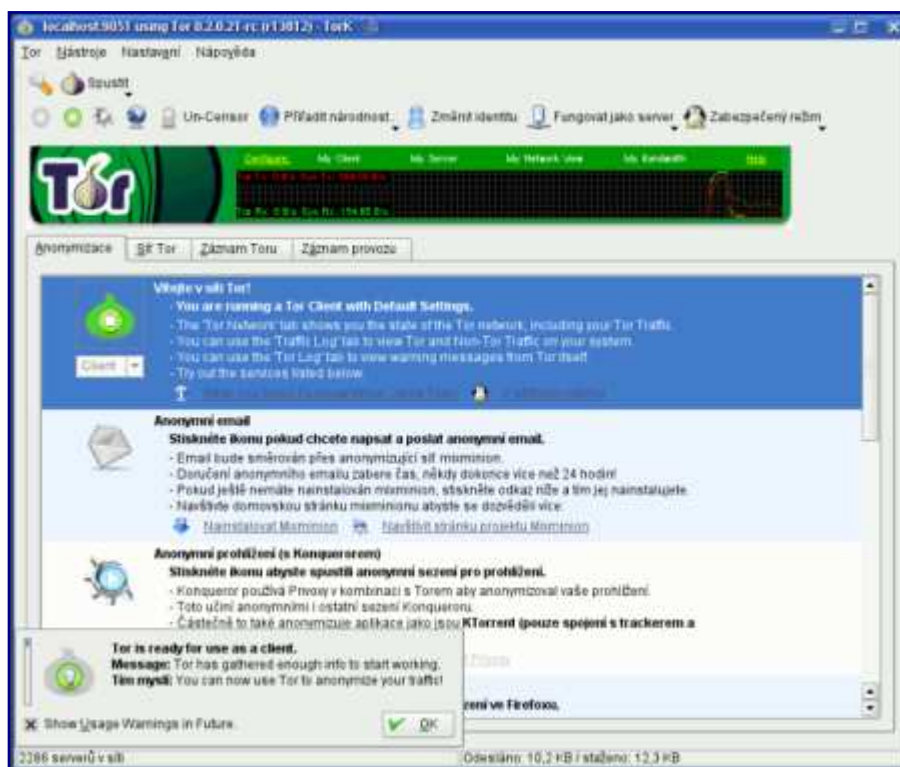 localhost:9051 using Tor 0.2.0.21-rc (r13812) - TorK
Tor Nástroje Nastavení Nápověda
Spustit
Un-Censor Přiřadit národnost Změnit identitu Fungovat jako server Zabezpečený režim
Tor
Configure My Client My Server My Network View My Bandwidth Help
Anonymizace Síť Tor Záznam Toru Záznam provozu
Vítejte v síti Tor!
- You are running a Tor Client with Default Settings.
- The 'Tor Network' tab shows you the state of the Tor network, including your Tor Traffic.
- You can use the 'Traffic Log' tab to view Tor and Non-Tor Traffic on your system.
- You can use the 'Tor Log' tab to view warning messages from Tor itself.
- Try out the services listed below.
Client
Anonymní email
Stiskněte ikonu pokud chcete napsat a poslat anonymní email.
- Email bude směrován přes anonymizující síť mixminion.
- Doručení anonymního emailu zabere čas, někdy dokonce více než 24 hodin!
- Pokud ještě nemáte nainstalován mixminion, stiskněte odkaz níže a tím jej nainstalujete.
- Navštivte domovskou stránku mixminionu abyste se dozvěděli více.
Nainstalovat Mixminion Navštívit stránku projektu Mixminion
Anonymní prohlížení (s Konquerorem)
Stiskněte ikonu abyste spustili anonymní sezení pro prohlížení.
- Konqueror používá Privoxy v kombinaci s Torem aby anonymizoval vaše prohlížení.
- Toto učiní anonymními i ostatní sezení Konqueroru.
- Částečně to také anonymizuje aplikace jako jsou KTorrent (pouze spojení s trackerem a
Tor is ready for use as a client.
Message: Tor has gathered enough info to start working.
Tím myslí: You can now use Tor to anonymize your traffic!
zení ve Firefoxu.
Show Usage Warnings in Future. OK
2286 serverů v síti Odesláno: 10,2 KB / staženo: 12,3 KB